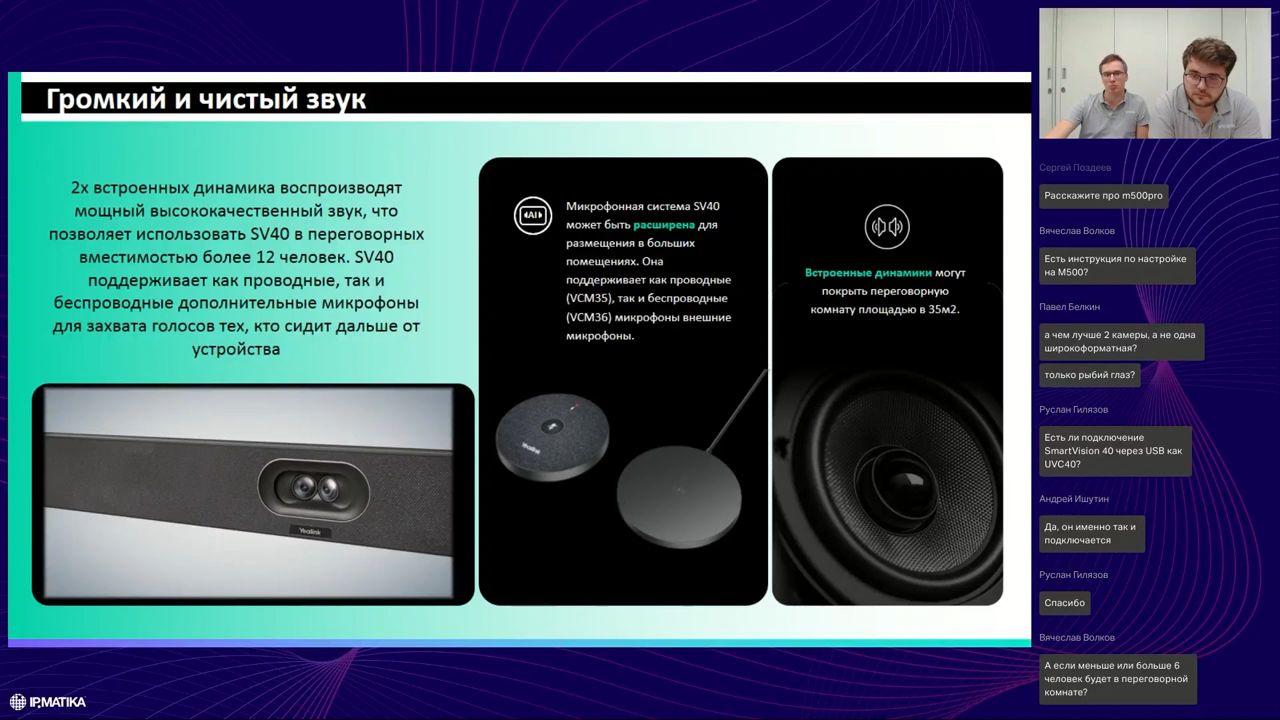 Громкий и чистый звук
2х встроенных динамика воспроизводят
мощный высококачественный звук, что
позволяет использовать SV40 в переговорных
вместимостью более 12 человек. SV40
поддерживает как проводные, так и
беспроводные дополнительные микрофоны
для захвата голосов тех, кто сидит дальше от
устройства
Yealink
AI
Микрофонная система SV40
может быть расширена для
размещения в больших
помещениях. Она
поддерживает как проводные
(VCM35), так и беспроводные
(VCM36) микрофоны внешние
микрофоны.
Yealink
Встроенные динамики могут
покрыть переговорную
комнату площадью в 35м2.
IPMATIKA
Сергей Поздеев
Расскажите про m500pro
Вячеслав Волков
Есть инструкция по настройке
на M500?
Павел Белкин
а чем лучше 2 камеры, а не одна
широкоформатная?
только рыбий глаз?
Руслан Гилязов
Есть ли подключение
SmartVision 40 через USB как
UVC40?
Андрей Ишутин
Да, он именно так и
подключается
Руслан Гилязов
Спасибо
Вячеслав Волков
А если меньше или больше 6
человек будет в переговорной
комнате?